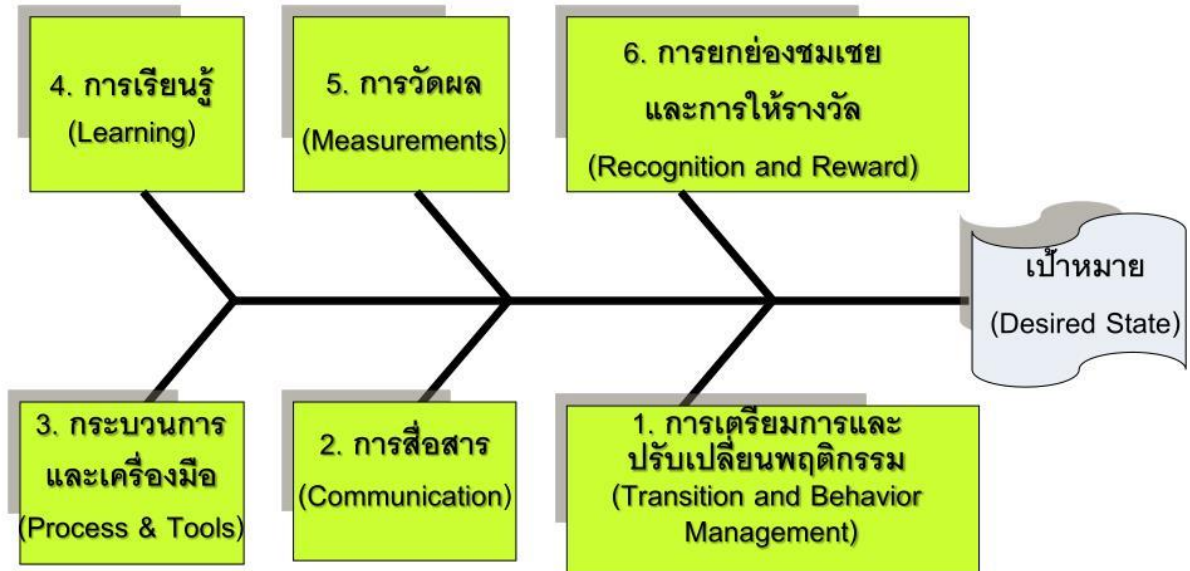 4. การเรียนรู้
(Learning)
5. การวัดผล
(Measurements)
6. การยกย่องชมเชย
และการให้รางวัล
(Recognition and Reward)
เป้าหมาย
(Desired State)
3. กระบวนการ
และเครื่องมือ
(Process & Tools)
2. การสื่อสาร
(Communication)
1. การเตรียมการและ
ปรับเปลี่ยนพฤติกรรม
(Transition and Behavior
Management)